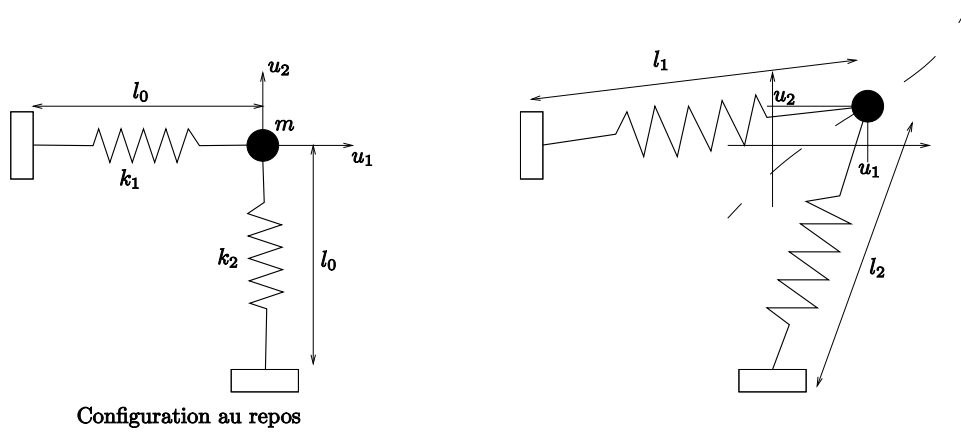 u₂
l₀
m
u₁
k₁
k₂
l₀
Configuration au repos
l₁
u₂
u₁
l₂